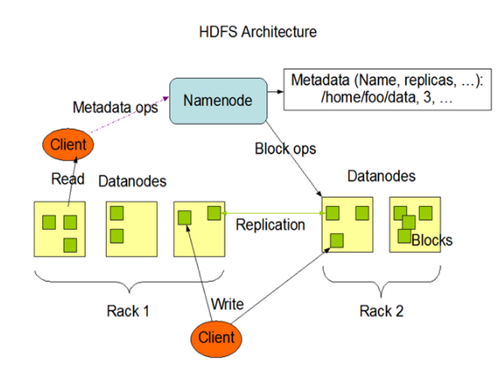 HDFS Architecture
Metadata (Name, replicas, …):
/home/foo/data, 3, …
Namenode
Metadata ops
Client
Block ops
Read
Datanodes
Datanodes
Replication
Blocks
Write
Rack 1
Rack 2
Client